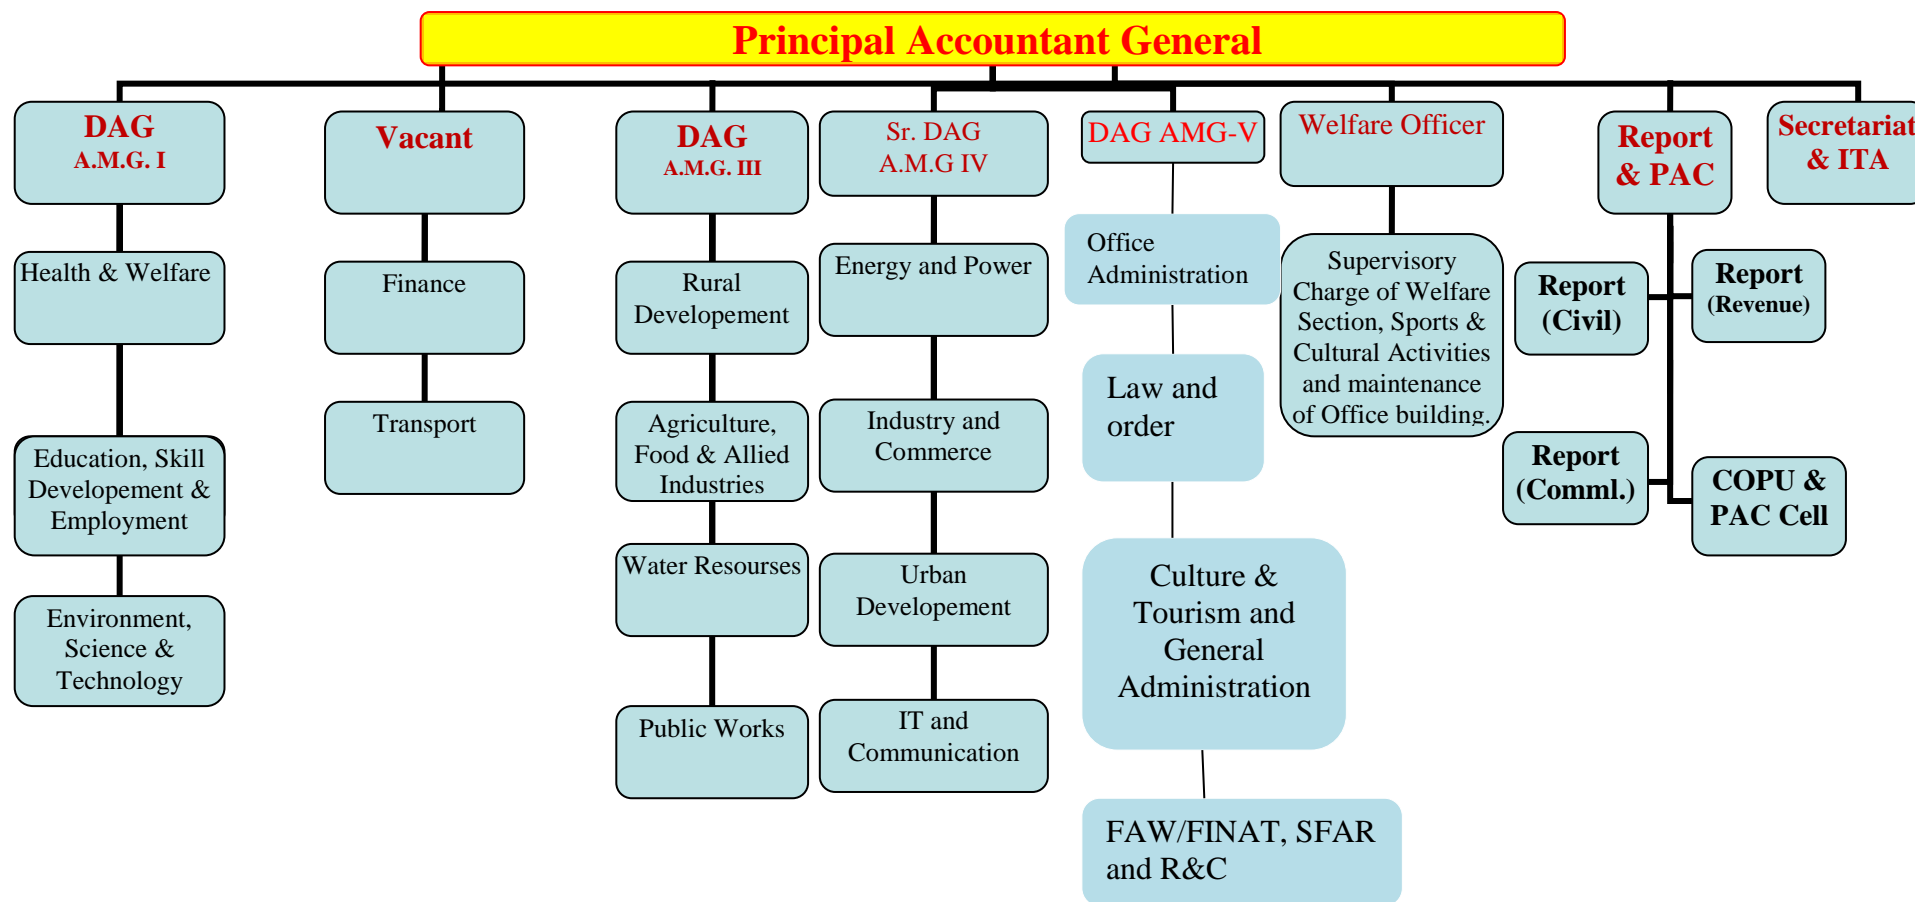 Principal Accountant General
DAG
A.M.G. I
Health & Welfare
Education, Skill
Developement &
Employment
Environment,
Science &
Technology
Vacant
Finance
Transport
DAG
A.M.G. III
Rural
Developement
Agriculture,
Food & Allied
Industries
Water Resourses
Public Works
Sr. DAG
A.M.G IV
Energy and Power
Industry and
Commerce
Urban
Developement
IT and
Communication
DAG AMG-V
Office
Administration
Law and
order
Culture &
Tourism and
General
Administration
FAW/FINAT, SFAR
and R&C
Welfare Officer
Supervisory
Charge of Welfare
Section, Sports &
Cultural Activities
and maintenance
of Office building.
Report
& PAC
Report
(Civil)
Report
(Revenue)
Report
(Comml.)
COPU &
PAC Cell
Secretariat
& ITA